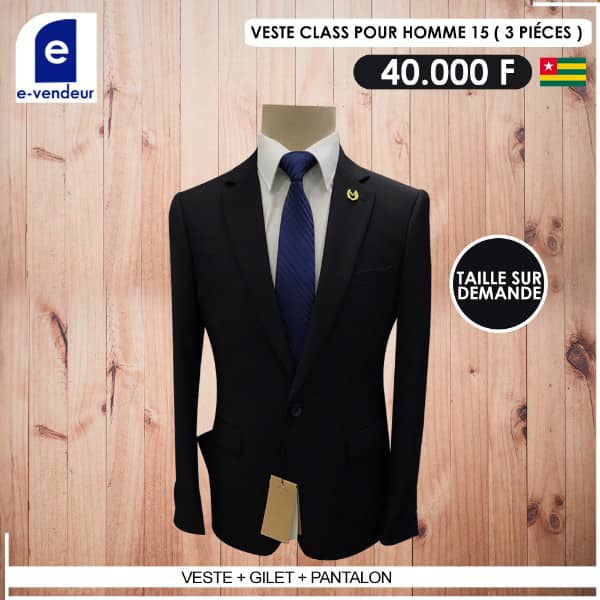 e
e-vendeur
VESTE CLASS POUR HOMME 15 ( 3 PIÉCES )
40.000 F
TAILLE SUR
DEMANDE
VESTE + GILET + PANTALON